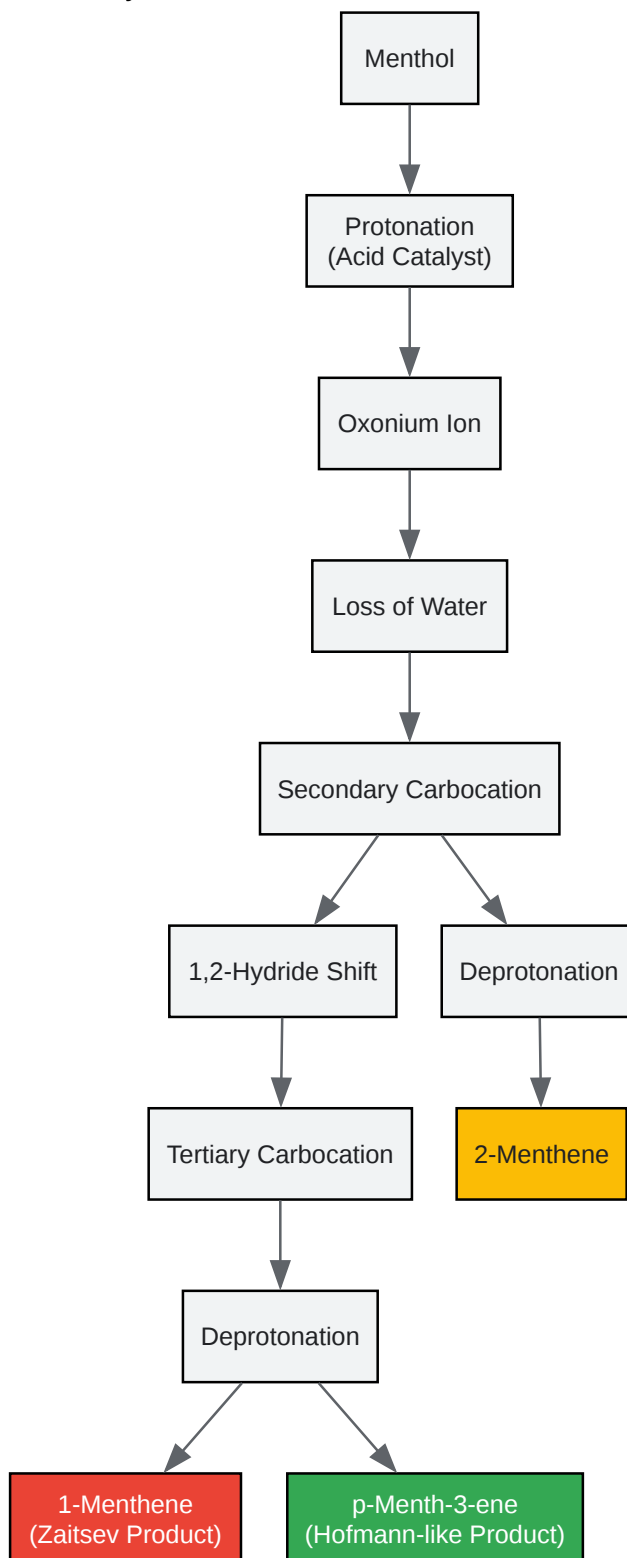 Menthol
Protonation
(Acid Catalyst)
Oxonium Ion
Loss of Water
Secondary Carbocation
1,2-Hydride Shift
Deprotonation
Tertiary Carbocation
2-Menthene
Deprotonation
1-Menthene
(Zaitsev Product)
p-Menth-3-ene
(Hofmann-like Product)